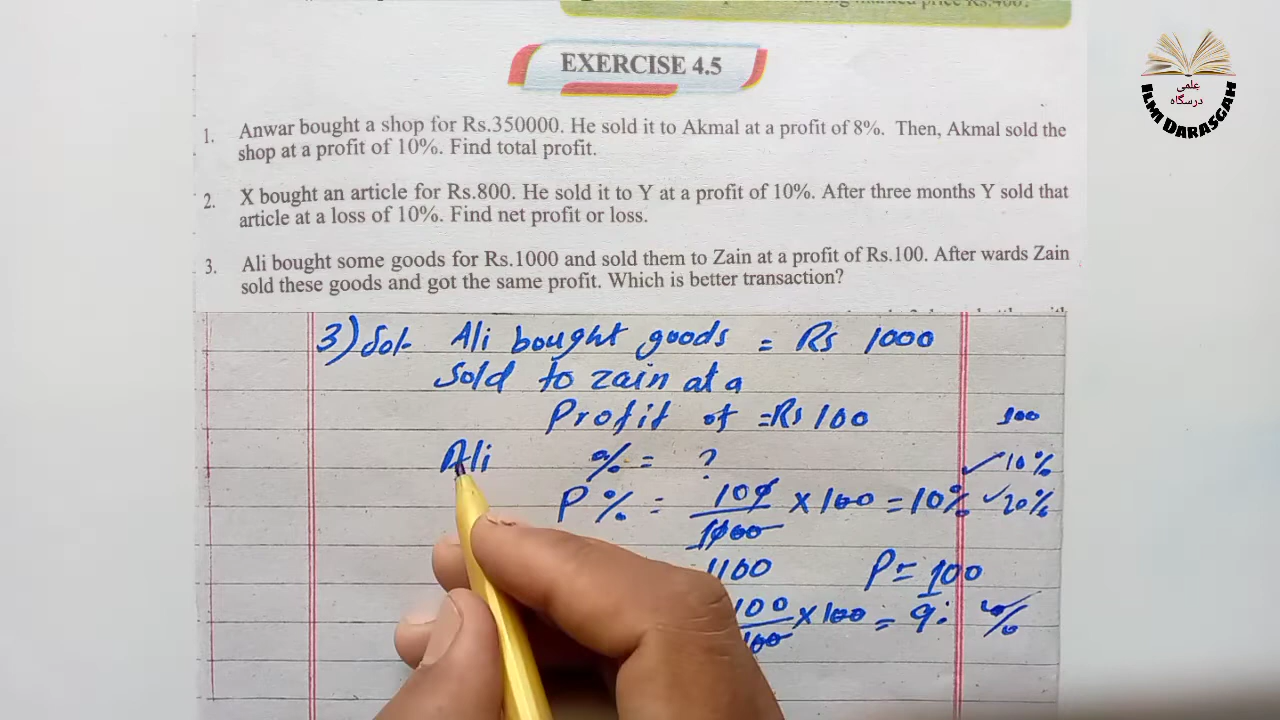 EXERCISE 4.5
علمی
درسگاہ
ILMI DARASGAH
1. Anwar bought a shop for Rs.350000. He sold it to Akmal at a profit of 8%. Then, Akmal sold the
shop at a profit of 10%. Find total profit.
2. X bought an article for Rs.800. He sold it to Y at a profit of 10%. After three months Y sold that
article at a loss of 10%. Find net profit or loss.
3. Ali bought some goods for Rs.1000 and sold them to Zain at a profit of Rs.100. After wards Zain
sold these goods and got the same profit. Which is better transaction?
3) Sol. Ali bought goods = Rs 1000
Sold to zain at a
Profit of =Rs 100 100
Ali % = ? 10%
P % = 100/1000 × 100 = 10% 20%
1100 P = 100
100/100 × 100 = 9.